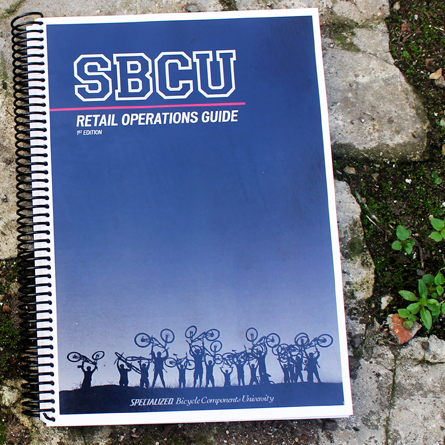 SBCU
RETAIL OPERATIONS GUIDE
1ST EDITION
SPECIALIZED Bicycle Components University